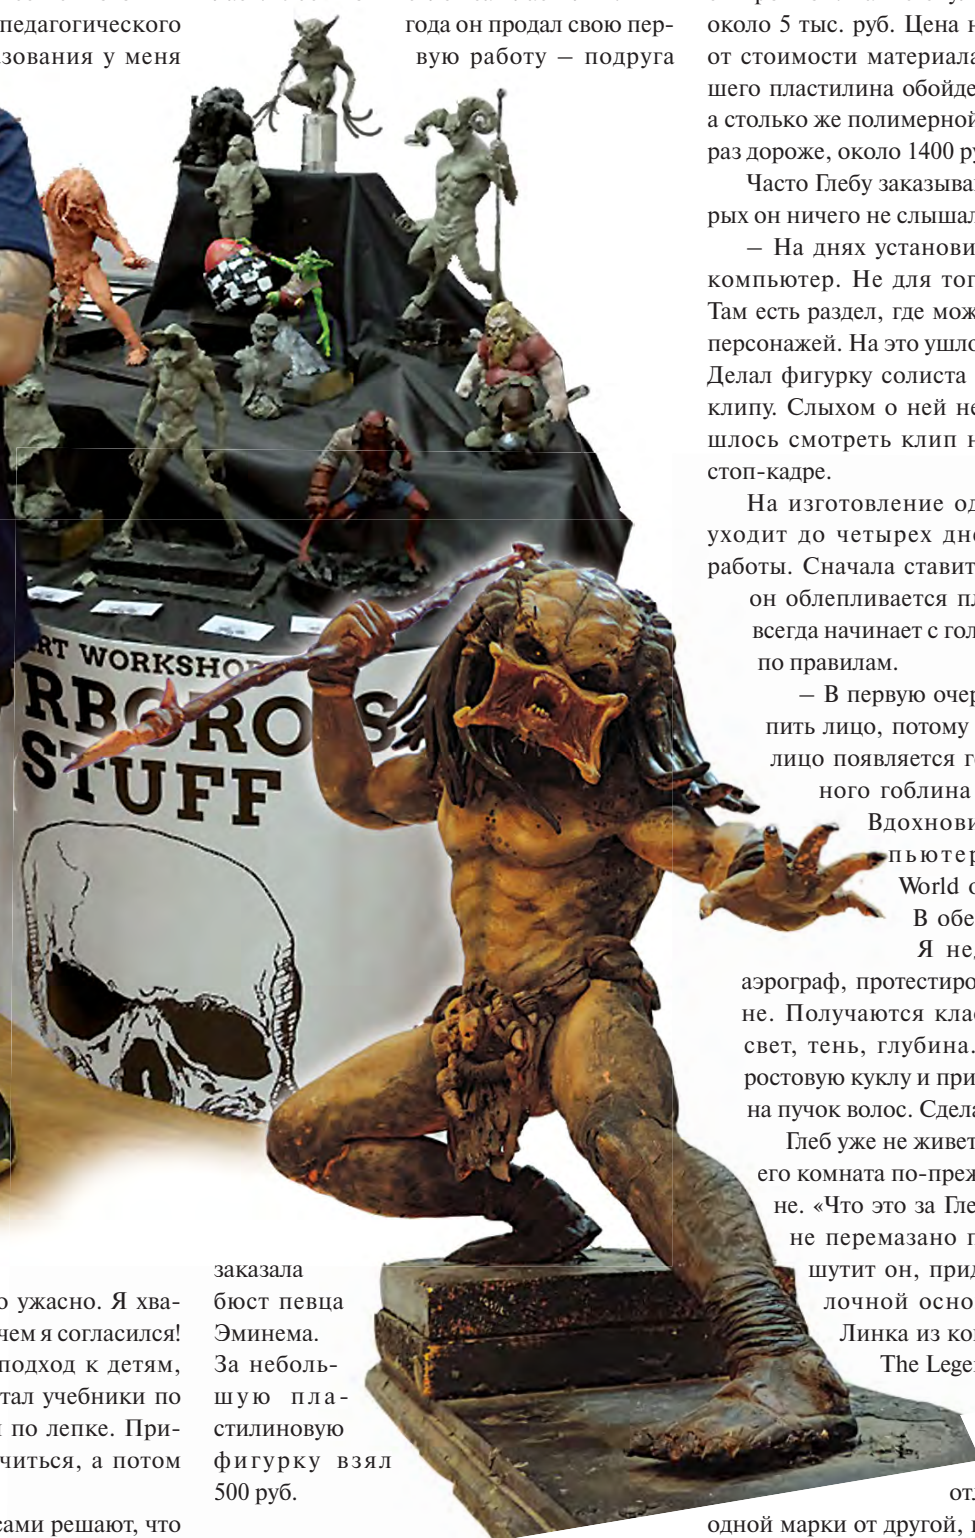 педагогического
зования у меня
о ужасно. Я хва-
чем я согласился!
подход к детям,
тал учебники по
по лепке. При-
читься, а потом
сами решают, что
года он продал свою пер-
вую работу – подруга
заказала
бюст певца
Эминема.
За неболь-
шую пла-
стилиновую
фигурку взял
500 руб.
ART WORKSHOP
RBORO'S
STUFF
около 5 тыс. руб. Цена
от стоимости материала
шего пластилина обойде
а столько же полимерной
раз дороже, около 1400 ру
Часто Глебу заказыва
рых он ничего не слышал
– На днях установи
компьютер. Не для тог
Там есть раздел, где мож
персонажей. На это ушло
Делал фигурку солиста
клипу. Слыхом о ней не
шлось смотреть клип н
стоп-кадре.
На изготовление од
уходит до четырех дне
работы. Сначала ставит
он облепливается пл
всегда начинает с гол
по правилам.
– В первую очер
пить лицо, потому
лицо появляется г
ного гоблина
Вдохнови
пьютер
World o
В обе
Я не
аэрограф, протестиро
не. Получаются клас
свет, тень, глубина.
ростовую куклу и при
на пучок волос. Сдела
Глеб уже не живет
его комната по-преж
не. «Что это за Гле
не перемазано п
шутит он, прид
лочной осно
Линка из ко
The Lege
отл
одной марки от другой,